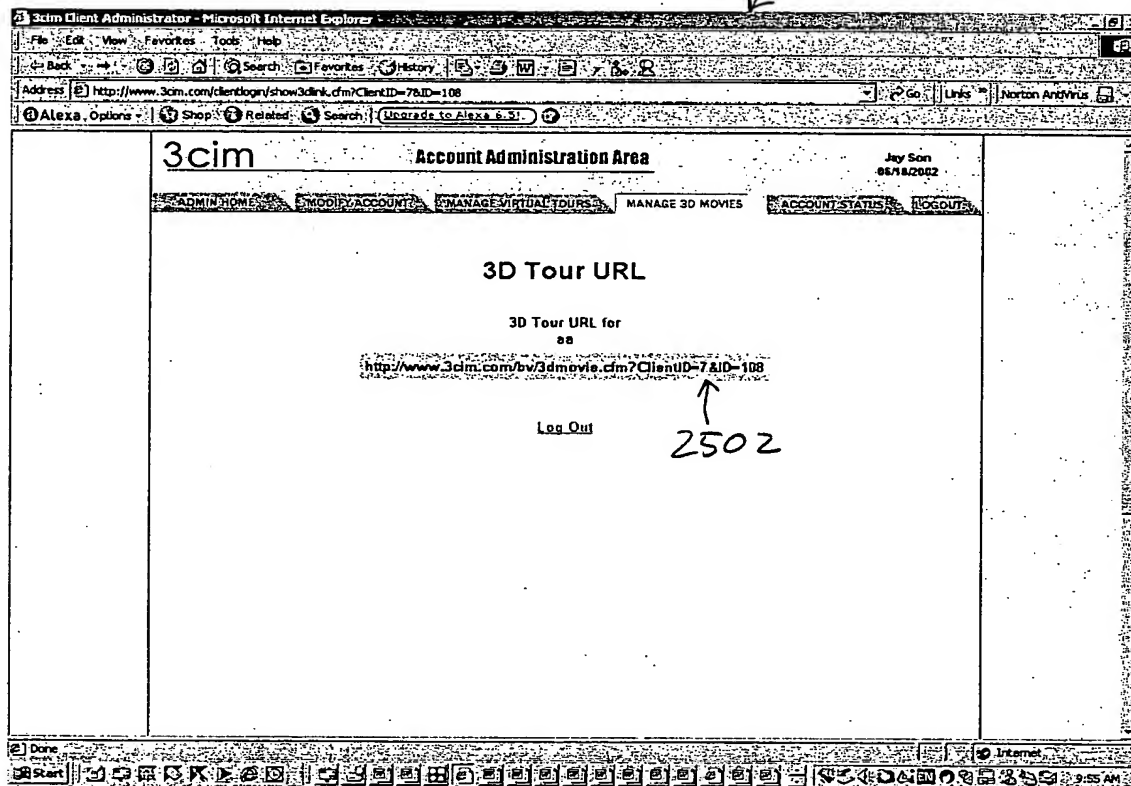 3cim Client Administrator - Microsoft Internet Explorer
File Edit View Favorites Tools Help
Back Search Favorites History
Address http://www.3cim.com/clientlogin/show3dlink.cfm?ClientID=7&ID=108 Go Links » Norton AntiVirus
Alexa Options Shop Related Search Upgrade to Alexa 6.5!
3cim Account Administration Area Jay Son
06/18/2002
ADMIN HOME MODIFY ACCOUNT MANAGE VIRTUAL TOURS MANAGE 3D MOVIES ACCOUNT STATUS LOGOUT
3D Tour URL
3D Tour URL for
aa
http://www.3cim.com/bv/3dmovie.cfm?ClientID=7&ID=108
Log Out
2502
Done Internet
Start 9:55 AM